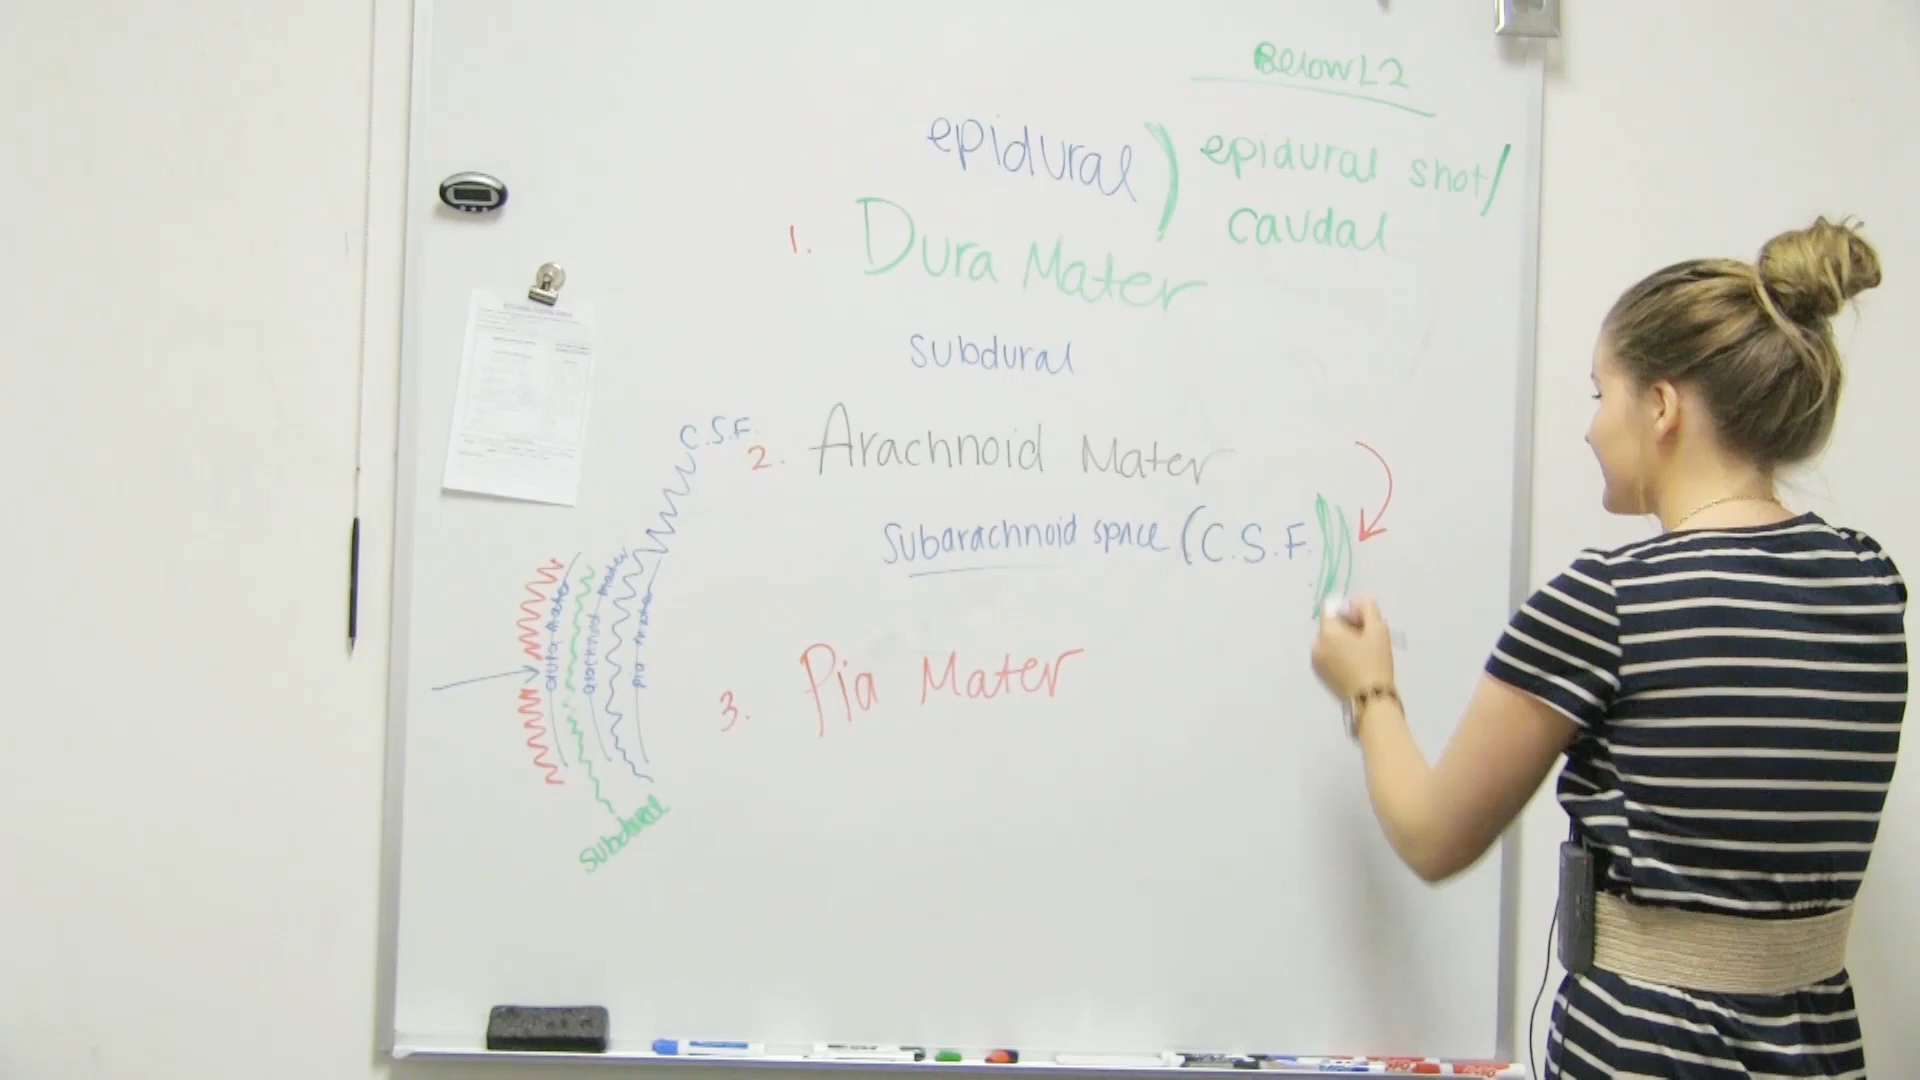 Below L2
epidural ) epidural shot/
caudal
1. Dura Mater
subdural
C.S.F.
2. Arachnoid Mater
Subarachnoid space (C.S.F.
3. Pia Mater
dura mater
arachnoid mater
pia mater
subdural